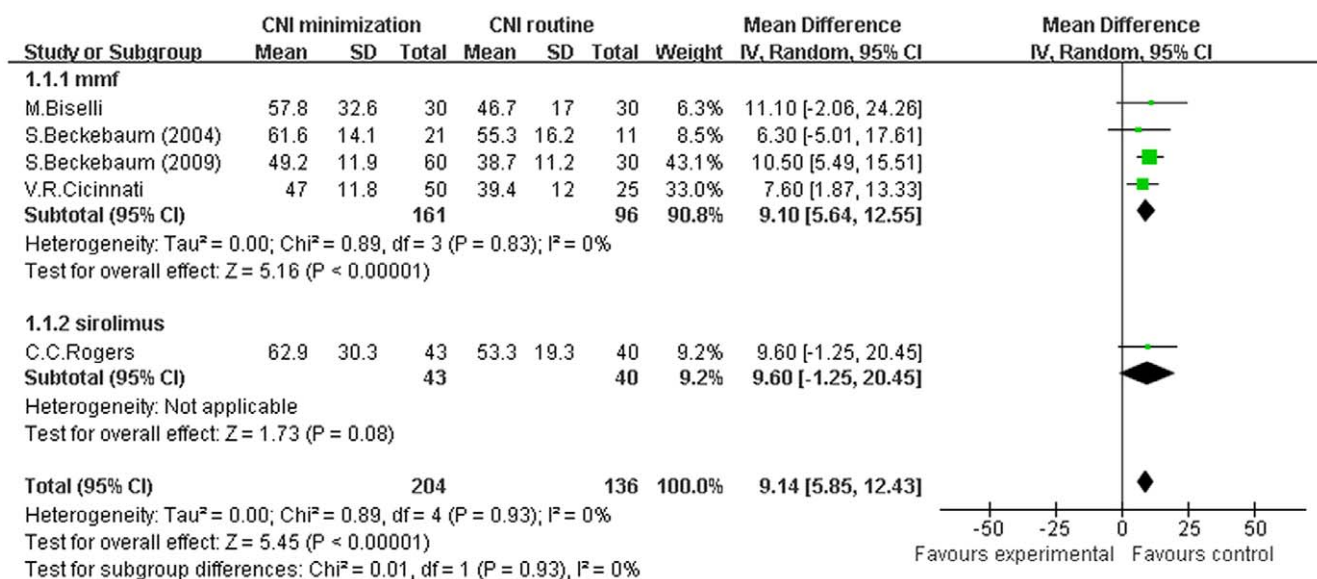 CNI minimization CNI routine Mean Difference Mean Difference
Study or Subgroup Mean SD Total Mean SD Total Weight IV, Random, 95% CI IV, Random, 95% CI
1.1.1 mmf
M.Biselli 57.8 32.6 30 46.7 17 30 6.3% 11.10 [-2.06, 24.26]
S.Beckebaum (2004) 61.6 14.1 21 55.3 16.2 11 8.5% 6.30 [-5.01, 17.61]
S.Beckebaum (2009) 49.2 11.9 60 38.7 11.2 30 43.1% 10.50 [5.49, 15.51]
V.R.Cicinnati 47 11.8 50 39.4 12 25 33.0% 7.60 [1.87, 13.33]
Subtotal (95% CI) 161 96 90.8% 9.10 [5.64, 12.55]
Heterogeneity: Tau² = 0.00; Chi² = 0.89, df = 3 (P = 0.83); I² = 0%
Test for overall effect: Z = 5.16 (P < 0.00001)
1.1.2 sirolimus
C.C.Rogers 62.9 30.3 43 53.3 19.3 40 9.2% 9.60 [-1.25, 20.45]
Subtotal (95% CI) 43 40 9.2% 9.60 [-1.25, 20.45]
Heterogeneity: Not applicable
Test for overall effect: Z = 1.73 (P = 0.08)
Total (95% CI) 204 136 100.0% 9.14 [5.85, 12.43]
Heterogeneity: Tau² = 0.00; Chi² = 0.89, df = 4 (P = 0.93); I² = 0%
Test for overall effect: Z = 5.45 (P < 0.00001)
Test for subgroup differences: Chi² = 0.01, df = 1 (P = 0.93), I² = 0%
-50 -25 0 25 50
Favours experimental Favours control